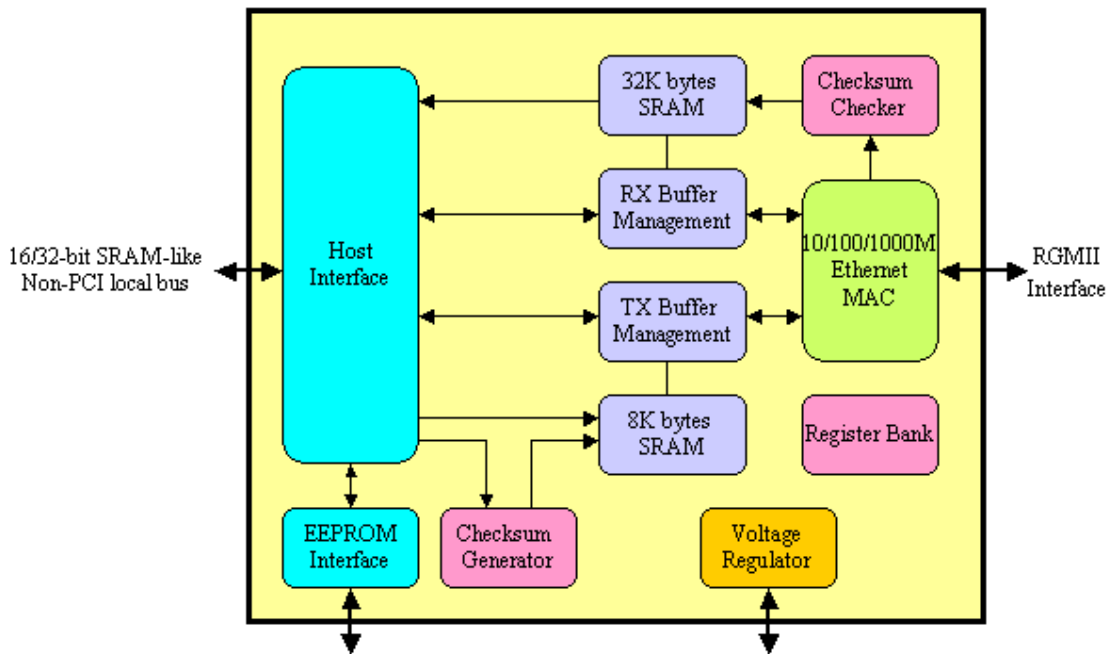 16/32-bit SRAM-like
Non-PCI local bus
Host
Interface
32K bytes
SRAM
Checksum
Checker
RX Buffer
Management
10/100/1000M
Ethernet
MAC
RGMII
Interface
TX Buffer
Management
8K bytes
SRAM
Register Bank
EEPROM
Interface
Checksum
Generator
Voltage
Regulator